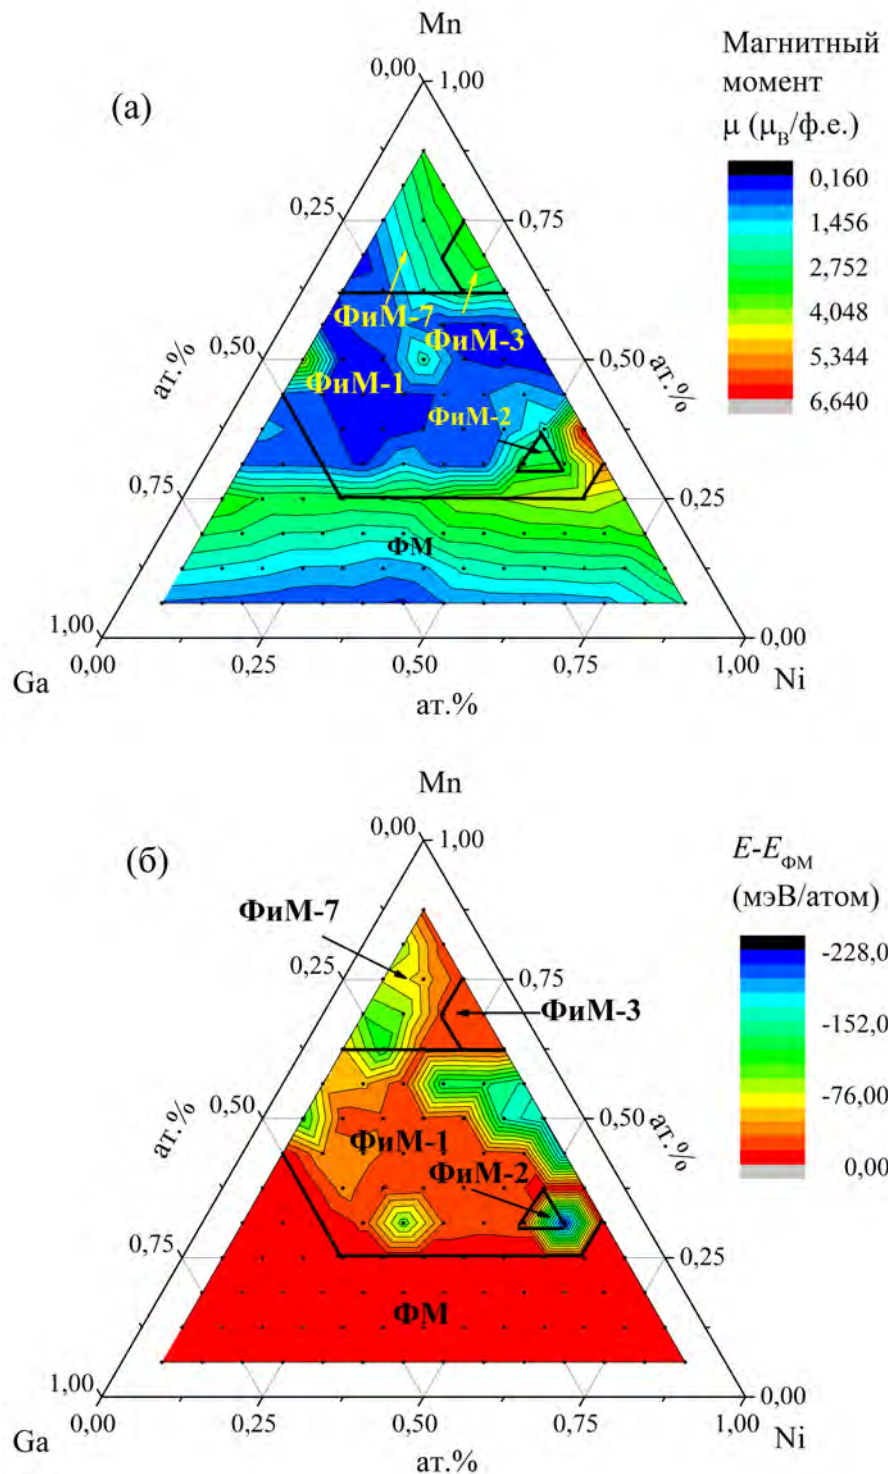 Mn
0,00
1,00
(а)
Магнитный
момент
μ (μB/ф.е.)
0,160
1,456
2,752
4,048
5,344
6,640
0,25
0,75
ФиМ-7
ФиМ-3
0,50
0,50
ат.%
ат.%
ФиМ-1
ФиМ-2
0,75
0,25
ФМ
1,00
0,00
0,00
0,25
0,50
0,75
1,00
Ga
Ni
ат.%
Mn
0,00
1,00
(б)
E-EФМ
(мэВ/атом)
-228,0
-152,0
-76,00
0,00
ФиМ-7
0,25
0,75
ФиМ-3
0,50
0,50
ат.%
ат.%
ФиМ-1
ФиМ-2
0,75
0,25
ФМ
1,00
0,00
0,00
0,25
0,50
0,75
1,00
Ga
Ni
ат.%